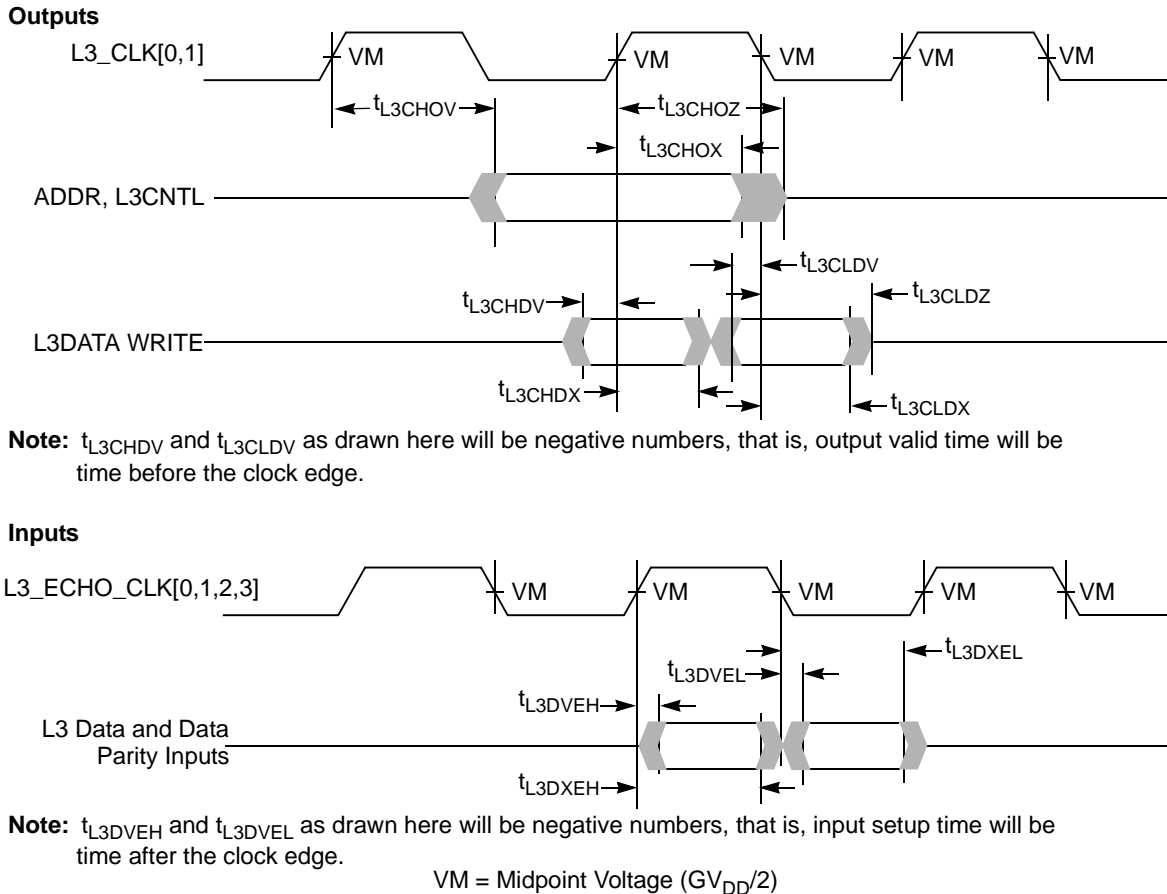 Outputs
L3_CLK[0,1]
VM VM VM VM VM
tL3CHOV tL3CHOZ
tL3CHOX
ADDR, L3CNTL
tL3CLDV
tL3CHDV tL3CLDZ
L3DATA WRITE
tL3CHDX tL3CLDX
Note: tL3CHDV and tL3CLDV as drawn here will be negative numbers, that is, output valid time will be
time before the clock edge.
Inputs
L3_ECHO_CLK[0,1,2,3]
VM VM VM VM VM
tL3DXEL
tL3DVEL
tL3DVEH
L3 Data and Data
Parity Inputs
tL3DXEH
Note: tL3DVEH and tL3DVEL as drawn here will be negative numbers, that is, input setup time will be
time after the clock edge.
VM = Midpoint Voltage (GVDD/2)